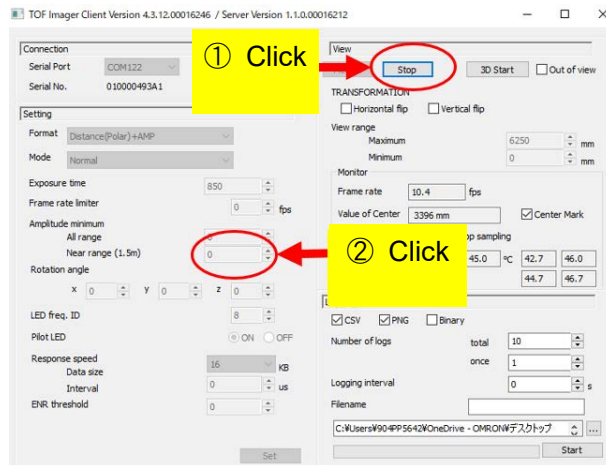 TOF Imager Client Version 4.3.12.00016246 / Server Version 1.1.0.00016212
Connection
Serial Port COM122
Serial No. 010000493A1
① Click
Setting
Format Distance(Polar)+AMP
Mode Normal
Exposure time 850
Frame rate limiter 0 fps
Amplitude minimum
All range
Near range (1.5m) 0
Rotation angle
x 0 y 0 z 0
LED freq. ID 8
Pilot LED ON OFF
Response speed
Data size 16 KB
Interval 0 us
ENR threshold 0
Set
View
Stop 3D Start Out of view
TRANSFORMATION
Horizontal flip Vertical flip
View range
Maximum 6250 mm
Minimum 0 mm
Monitor
Frame rate 10.4 fps
Value of Center 3396 mm Center Mark
sampling
② Click
45.0 ℃ 42.7 46.0
44.7 46.7
CSV PNG Binary
Number of logs total 10
once 1
Logging interval 0 s
Filename
C:¥Users¥904PP5642¥OneDrive - OMRON¥デスクトップ ...
Start